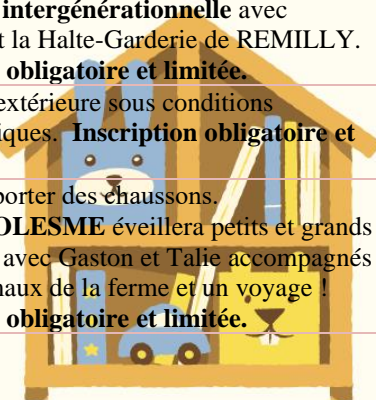 intergénérationnelle avec
t la Halte-Garderie de REMILLY.
obligatoire et limitée.
extérieure sous conditions
iques. Inscription obligatoire et
porter des chaussons.
OLESME éveillera petits et grands
avec Gaston et Talie accompagnés
naux de la ferme et un voyage !
obligatoire et limitée.